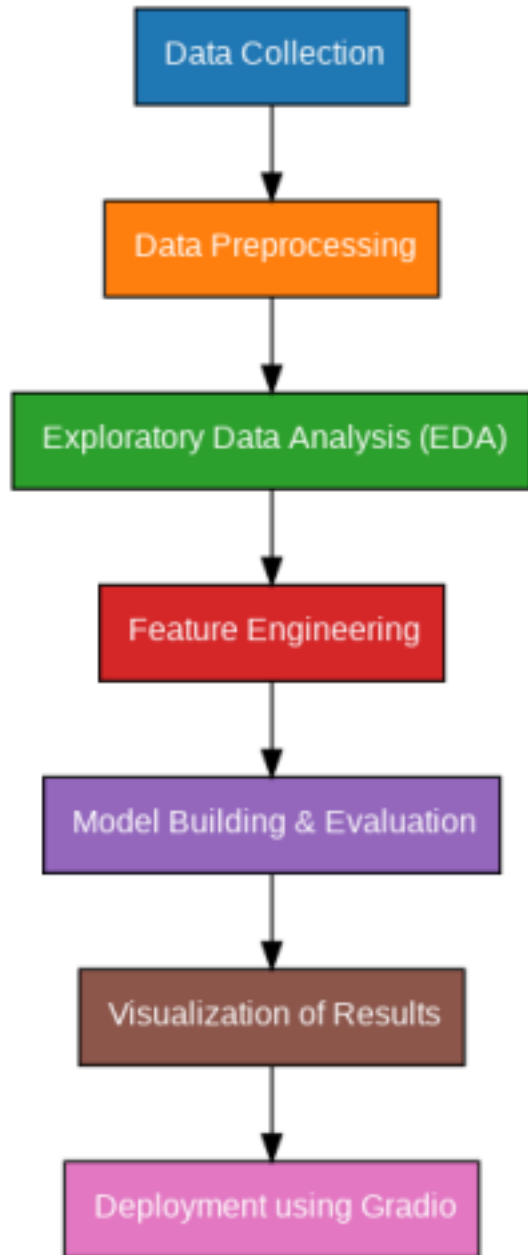 Data Collection
Data Preprocessing
Exploratory Data Analysis (EDA)
Feature Engineering
Model Building & Evaluation
Visualization of Results
Deployment using Gradio